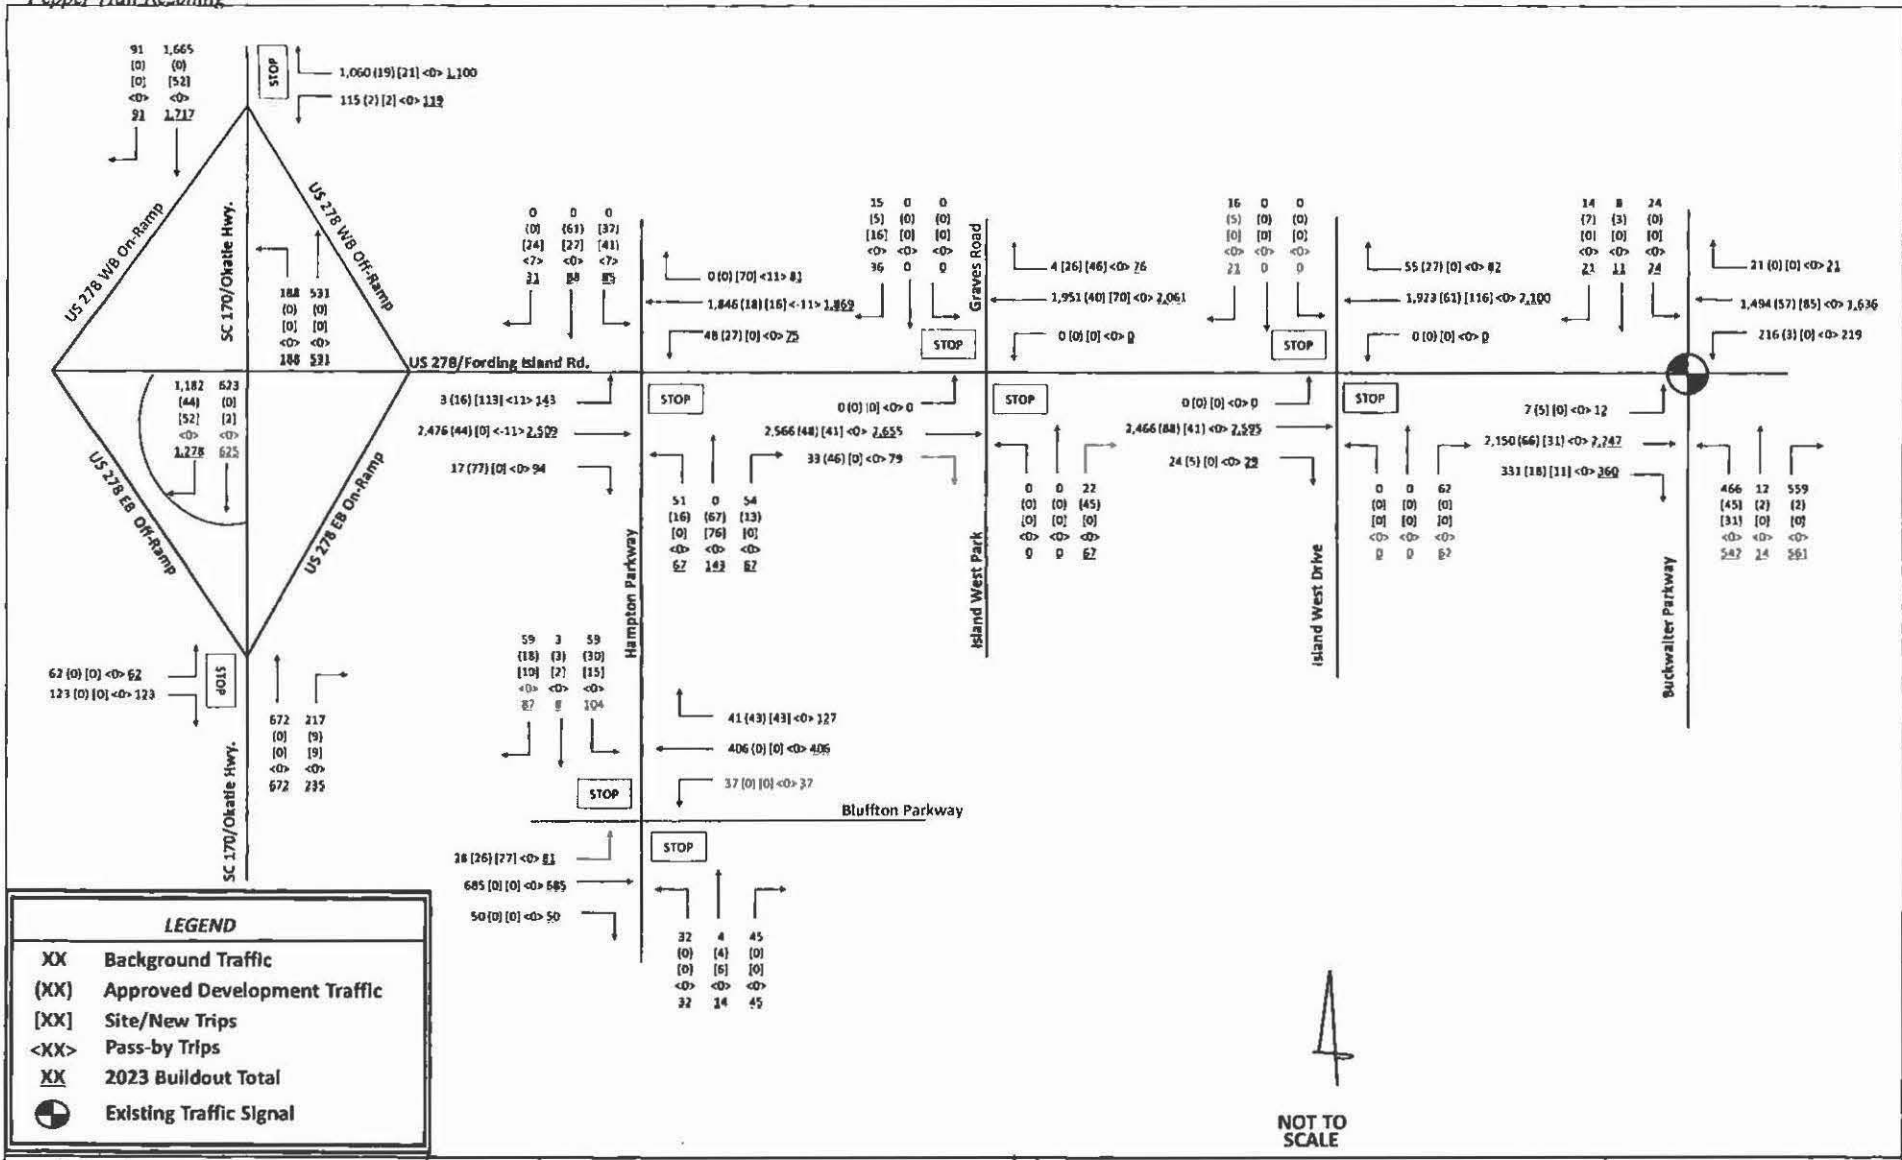 Pepper Hall Rezoning
91 1,665
(0) (0)
[0] [52]
<0> <0>
91 1,717
STOP
1,060 (19) [21] <0> 1,100
115 (2) [2] <0> 119
US 278 WB On-Ramp
SC 170/Okatie Hwy.
US 278 WB Off-Ramp
188 531
(0) (0)
[0] [0]
<0> <0>
188 531
1,182 623
(44) (0)
[52] [2]
<0> <0>
1,278 625
US 278 EB Off-Ramp
US 278 EB On-Ramp
62 (0) [0] <0> 62
123 (0) [0] <0> 123
STOP
672 217
(0) (9)
[0] [9]
<0> <0>
672 235
SC 170/Okatie Hwy.
US 278/Fording Island Rd.
0 0 0
(0) (61) (37)
[24] [27] [41]
<7> <0> <7>
31 88 85
0 (0) [70] <11> 81
1,846 (18) [16] <-11> 1,869
48 (27) [0] <0> 75
3 (16) [113] <11> 143
2,476 (44) [0] <-11> 2,509
17 (77) [0] <0> 94
STOP
51 0 54
(16) (67) (13)
[0] [76] [0]
<0> <0> <0>
67 143 67
Hampton Parkway
15 0 0
(5) (0) (0)
[16] [0] [0]
<0> <0> <0>
36 0 0
Graves Road
STOP
4 (26) [46] <0> 76
1,951 (40) [70] <0> 2,061
0 (0) [0] <0> 0
0 (0) [0] <0> 0
2,566 (48) [41] <0> 2,655
33 (46) [0] <0> 79
STOP
0 0 22
(0) (0) (45)
[0] [0] [0]
<0> <0> <0>
0 0 67
Island West Park
16 0 0
(5) (0) (0)
[0] [0] [0]
<0> <0> <0>
21 0 0
STOP
55 (27) [0] <0> 82
1,923 (61) [116] <0> 2,100
0 (0) [0] <0> 0
0 (0) [0] <0> 0
2,466 (88) [41] <0> 2,595
24 (5) [0] <0> 29
STOP
0 0 62
(0) (0) (0)
[0] [0] [0]
<0> <0> <0>
0 0 62
Island West Drive
14 8 24
(7) (3) (0)
[0] [0] [0]
<0> <0> <0>
21 11 24
21 (0) [0] <0> 21
1,494 (57) [85] <0> 1,636
216 (3) [0] <0> 219
7 (5) [0] <0> 12
2,150 (66) [31] <0> 2,247
331 (18) [11] <0> 360
466 12 559
(45) (2) (2)
[31] [0] [0]
<0> <0> <0>
542 14 561
Buckwalter Parkway
59 3 59
(18) (3) (30)
[10] [2] [15]
<0> <0> <0>
87 8 104
41 (43) [43] <0> 127
406 (0) [0] <0> 406
37 (0) [0] <0> 37
STOP
Bluffton Parkway
28 (26) [27] <0> 81
685 (0) [0] <0> 685
50 (0) [0] <0> 50
STOP
32 4 45
(0) (4) (0)
[0] [6] [0]
<0> <0> <0>
32 14 45
LEGEND
XX Background Traffic
(XX) Approved Development Traffic
[XX] Site/New Trips
<XX> Pass-by Trips
XX 2023 Buildout Total
Existing Traffic Signal
NOT TO
SCALE